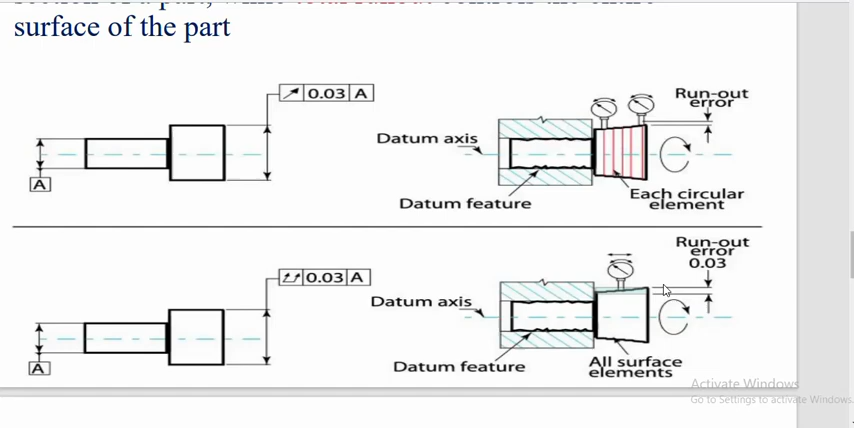 surface of the part
0.03 A
Run-out
error
Datum axis
A
Each circular
element
Datum feature
Run-out
error
0.03
0.03 A
Datum axis
A
Datum feature
All surface
elements
Activate Windows
Go to Settings to activate Windows.